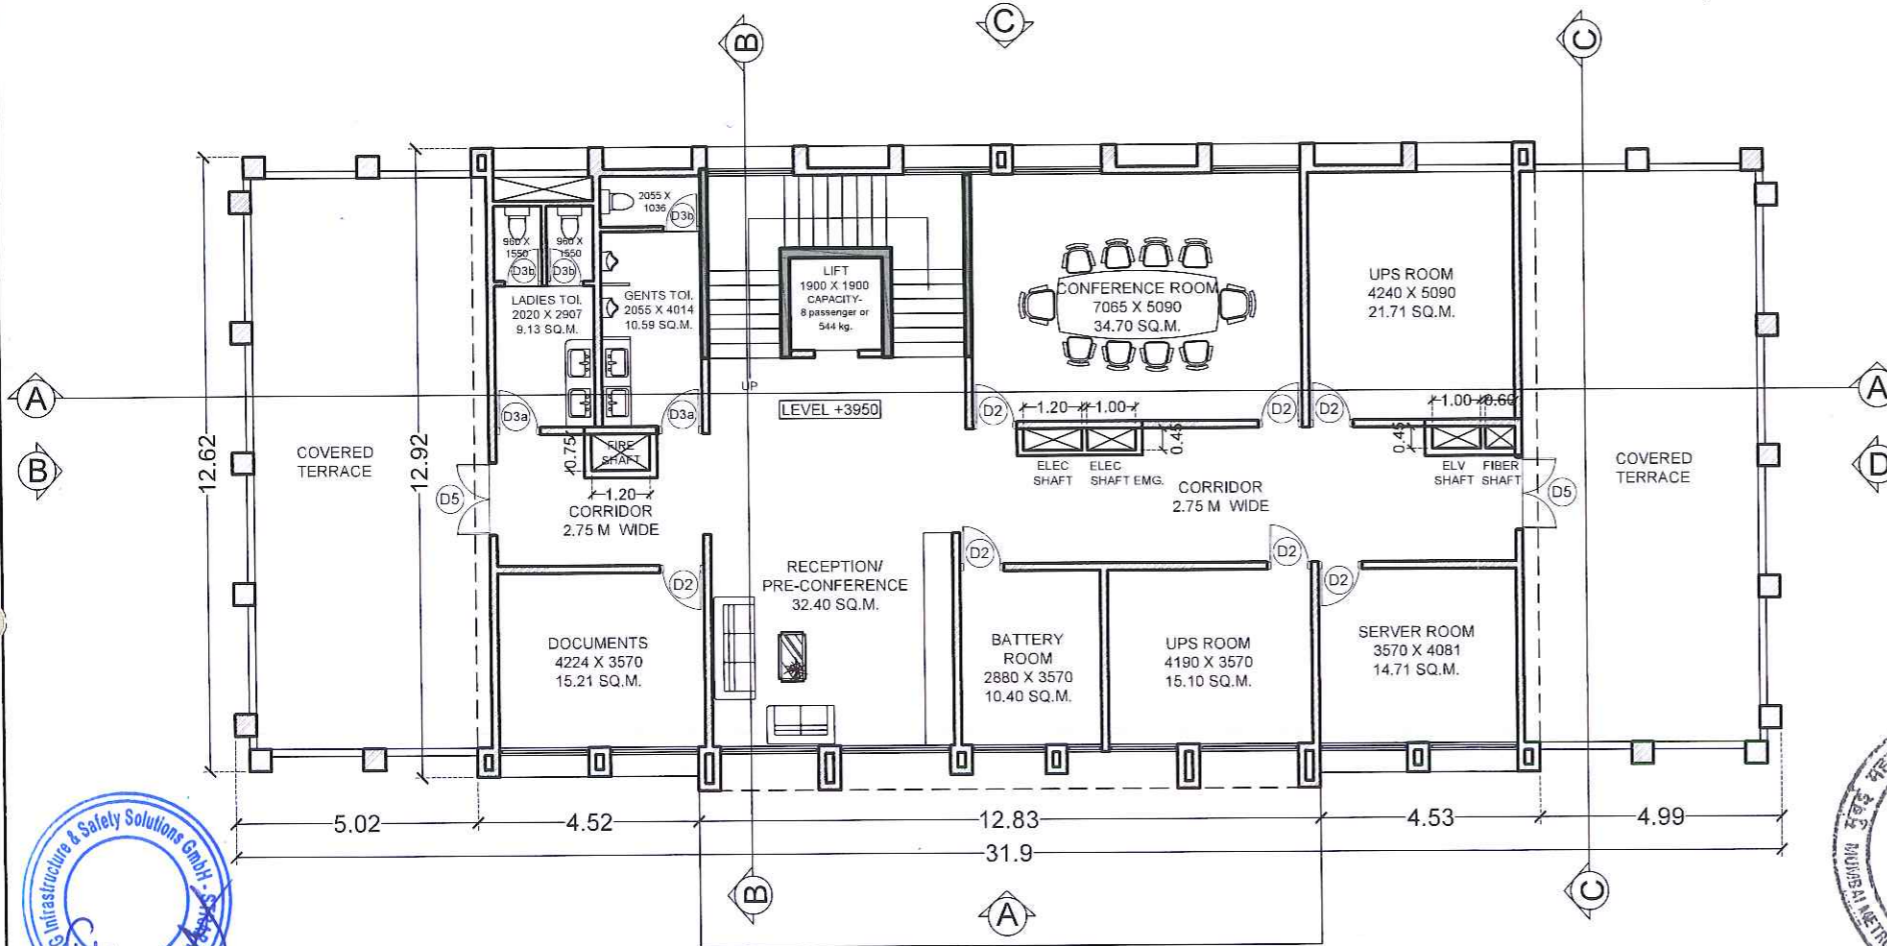 B
C
C
2055 X
1036
D3b
960 X
1550
D3b
960 X
1550
D3b
LADIES TOI.
2020 X 2907
9.13 SQ.M.
GENTS TOI.
2055 X 4014
10.59 SQ.M.
LIFT
1900 X 1900
CAPACITY-
8 passenger or
544 kg.
CONFERENCE ROOM
7065 X 5090
34.70 SQ.M.
UPS ROOM
4240 X 5090
21.71 SQ.M.
A
A
UP
LEVEL +3950
D3a
D3a
D2
D2
D2
1.20
1.00
0.45
1.00
0.60
0.45
12.62
12.92
B
D
COVERED
TERRACE
0.75
FIRE
SHAFT
1.20
ELEC
SHAFT
ELEC
SHAFT EMG.
ELV
SHAFT
FIBER
SHAFT
COVERED
TERRACE
D5
D5
CORRIDOR
2.75 M WIDE
CORRIDOR
2.75 M WIDE
D2
D2
D2
D2
RECEPTION/
PRE-CONFERENCE
32.40 SQ.M.
DOCUMENTS
4224 X 3570
15.21 SQ.M.
BATTERY
ROOM
2880 X 3570
10.40 SQ.M.
UPS ROOM
4190 X 3570
15.10 SQ.M.
SERVER ROOM
3570 X 4081
14.71 SQ.M.
5.02
4.52
12.83
4.53
4.99
31.9
B
A
C
Infrastructure & Safety Solutions GmbH